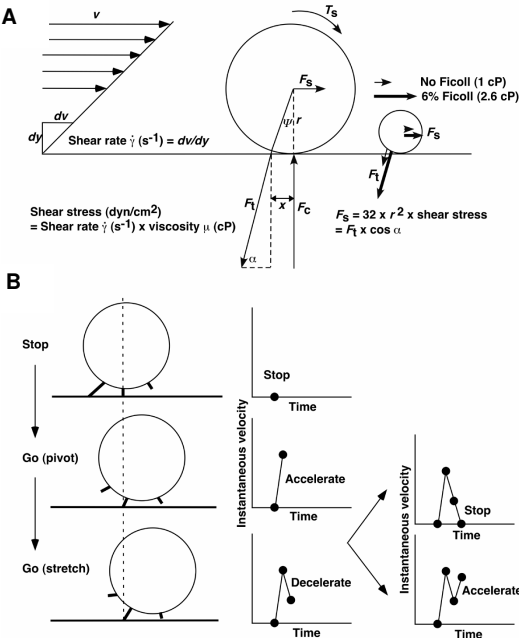 A
v
T_s
F_s
ψ
r
No Ficoll (1 cP)
6% Ficoll (2.6 cP)
F_s
dv
dy
Shear rate γ̇ (s⁻¹) = dv/dy
F_t
F_t
x
F_c
α
Shear stress (dyn/cm²)
= Shear rate γ̇ (s⁻¹) x viscosity μ (cP)
F_s = 32 x r² x shear stress
= F_t x cos α
B
Stop
Go (pivot)
Go (stretch)
Instantaneous velocity
Stop
Time
Accelerate
Time
Decelerate
Time
Instantaneous velocity
Stop
Time
Accelerate
Time